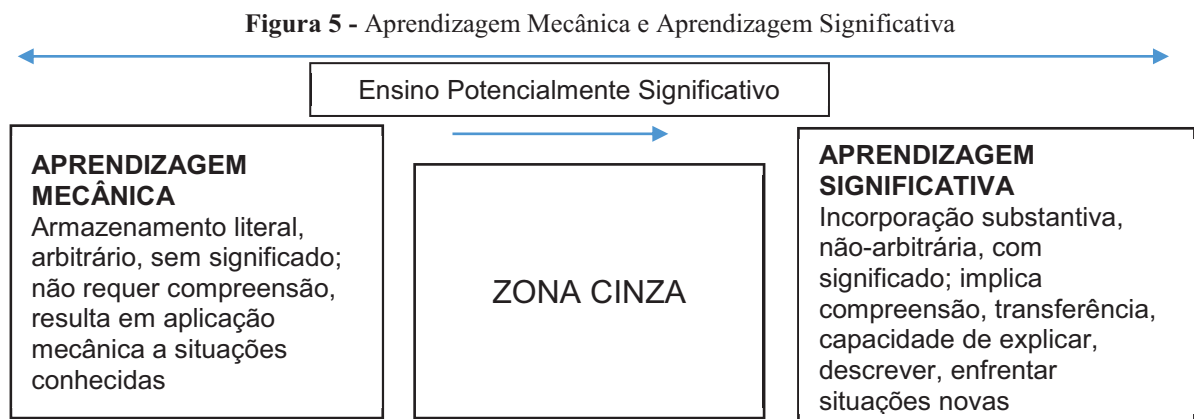 Figura 5 - Aprendizagem Mecânica e Aprendizagem Significativa
Ensino Potencialmente Significativo
APRENDIZAGEM
MECÂNICA
Armazenamento literal,
arbitrário, sem significado;
não requer compreensão,
resulta em aplicação
mecânica a situações
conhecidas
ZONA CINZA
APRENDIZAGEM
SIGNIFICATIVA
Incorporação substantiva,
não-arbitrária, com
significado; implica
compreensão, transferência,
capacidade de explicar,
descrever, enfrentar
situações novas